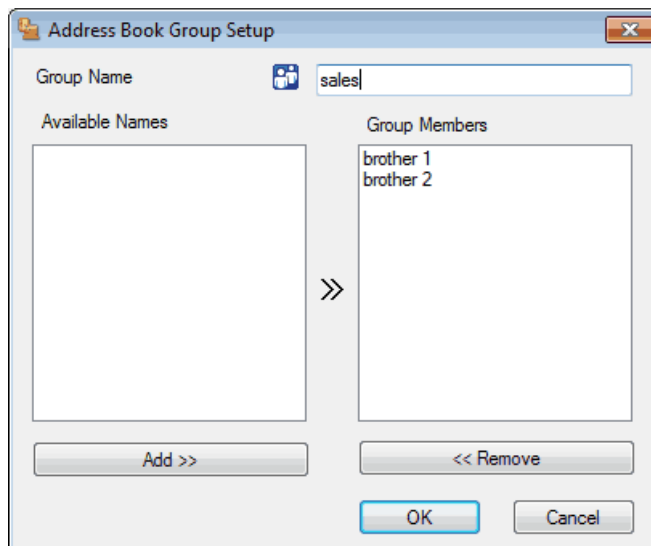 Address Book Group Setup
Group Name
sales
Available Names
Group Members
brother 1
brother 2
Add >>
<< Remove
OK
Cancel